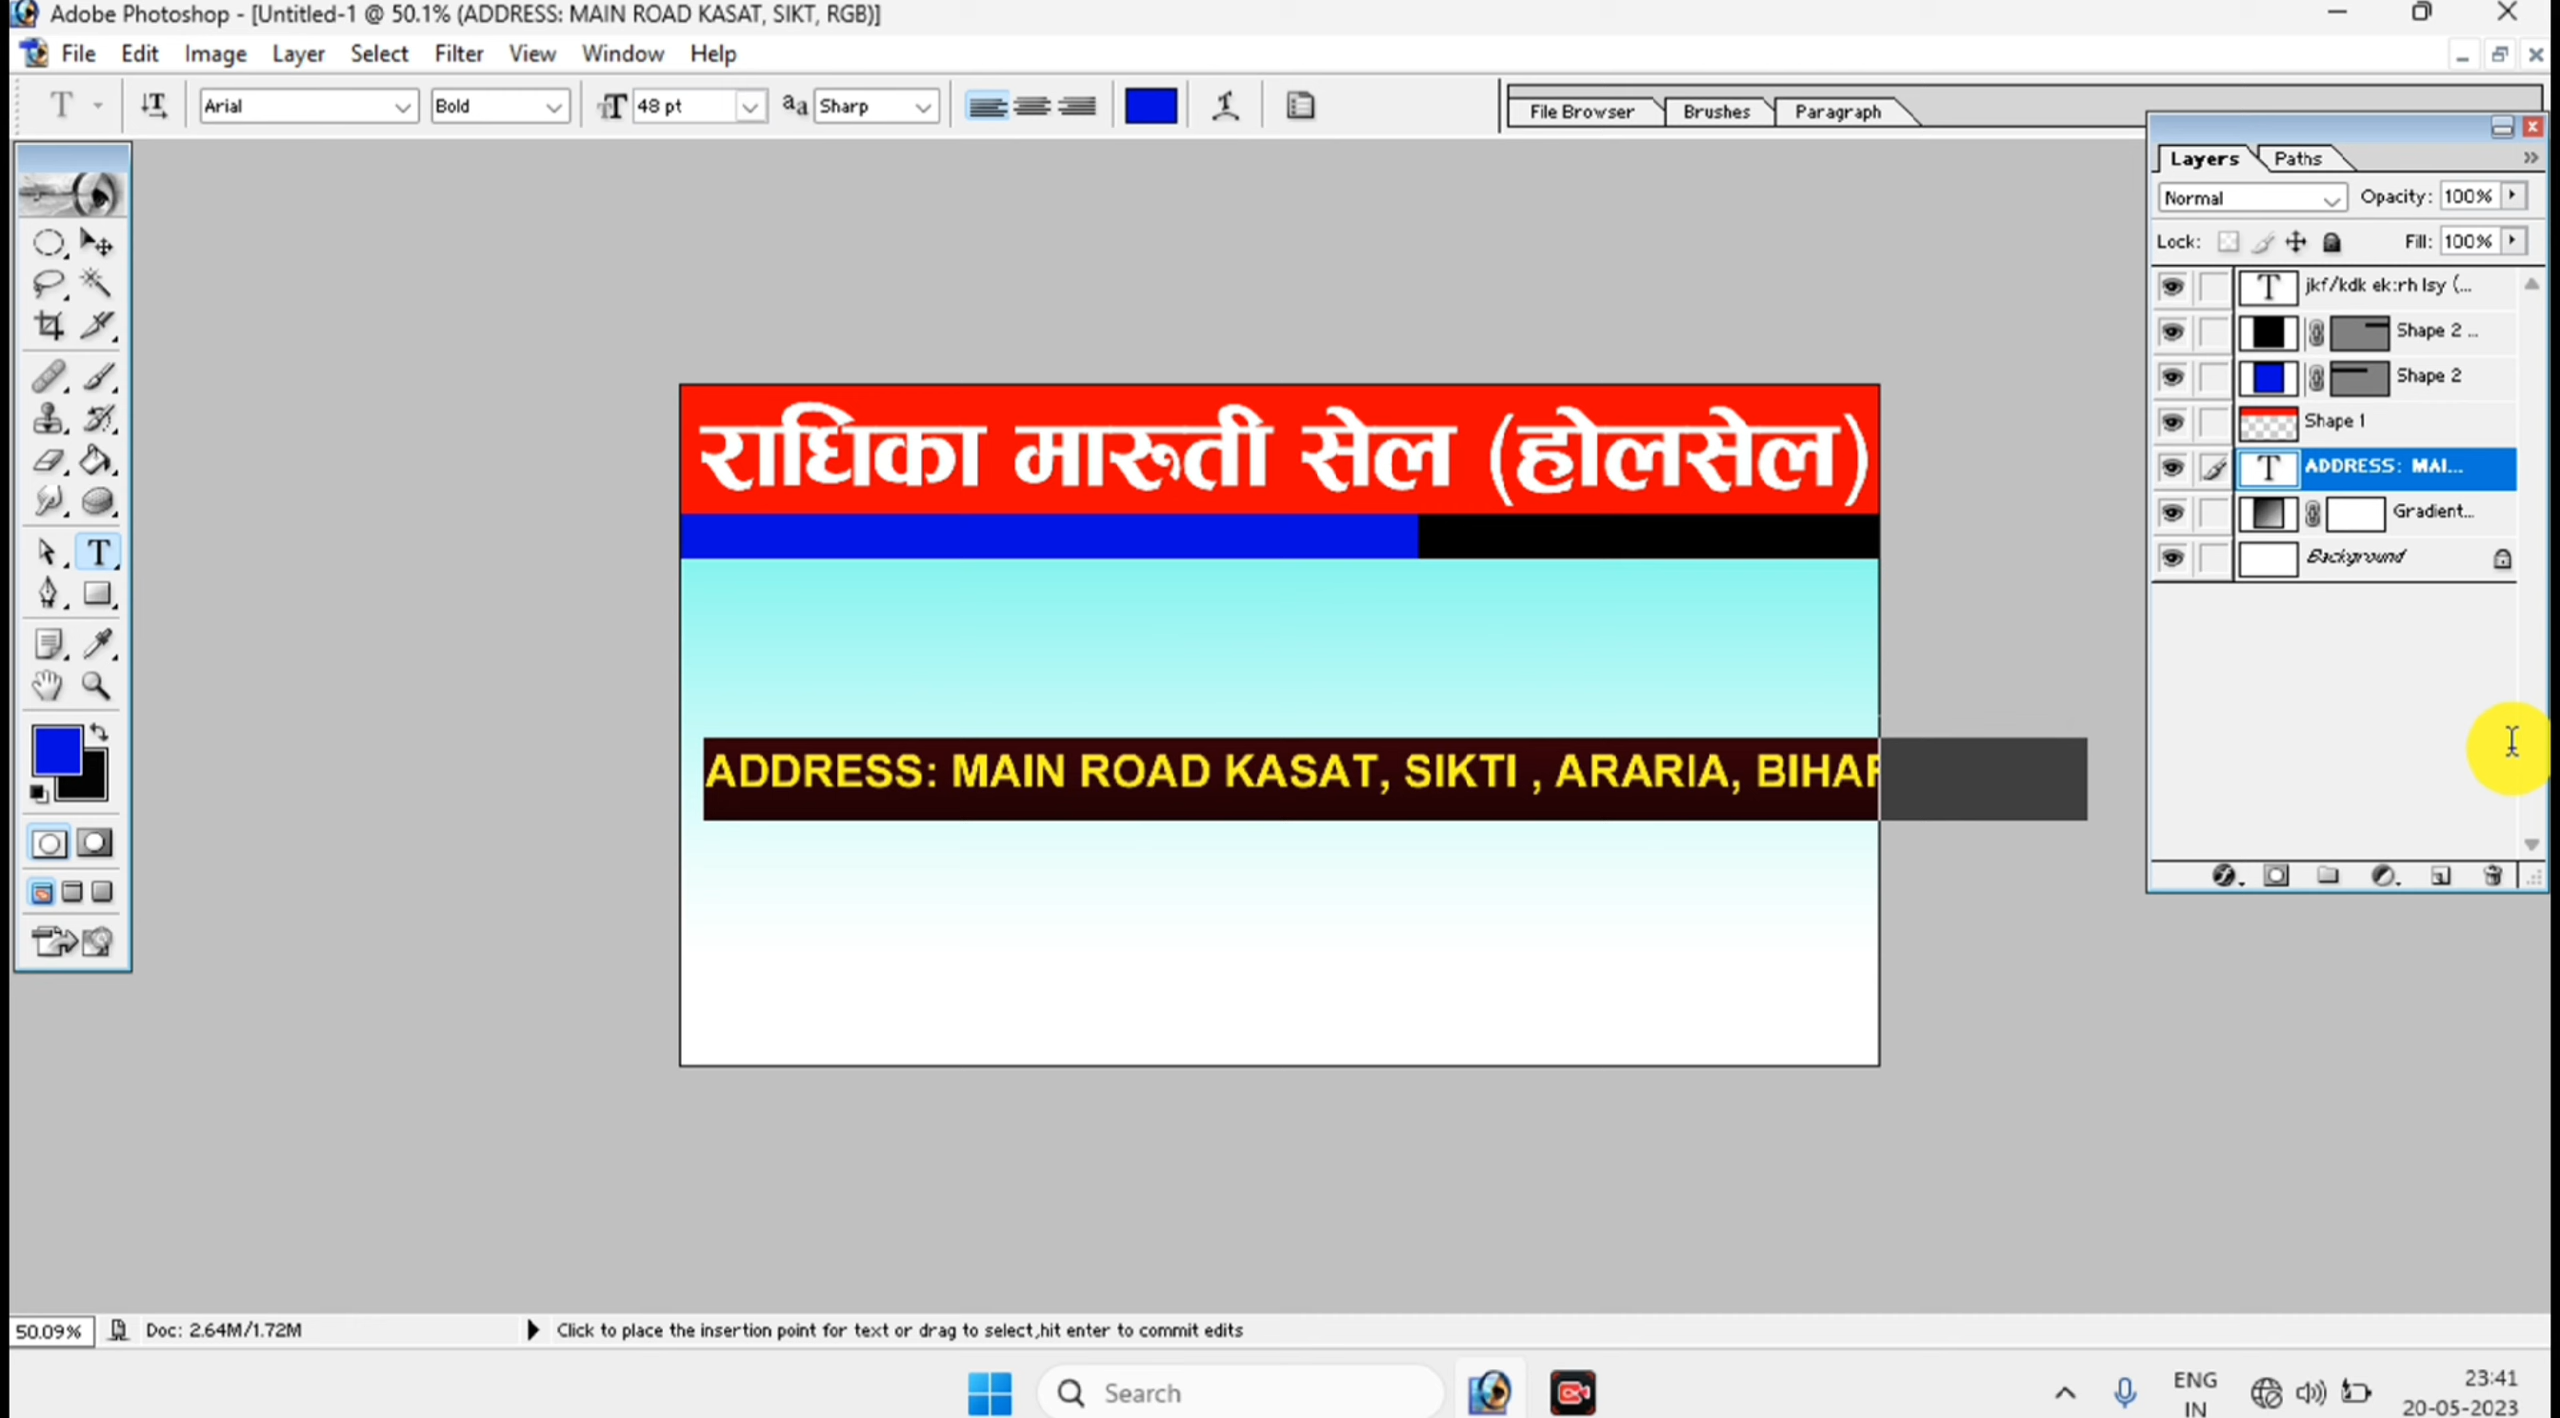 Adobe Photoshop - [Untitled-1 @ 50.1% (ADDRESS: MAIN ROAD KASAT, SIKT, RGB)]
File Edit Image Layer Select Filter View Window Help
T Arial Bold 48 pt aa Sharp
File Browser Brushes Paragraph
Layers Paths
Normal Opacity: 100%
Lock: Fill: 100%
T jkf/kdk ek:rh lsy (...
Shape 2 ...
Shape 2
Shape 1
T ADDRESS: MAI...
Gradient...
Background
राधिका मारुती सेल (होलसेल)
ADDRESS: MAIN ROAD KASAT, SIKTI , ARARIA, BIHAR
50.09% Doc: 2.64M/1.72M Click to place the insertion point for text or drag to select,hit enter to commit edits
Search
ENG
IN
23:41
20-05-2023